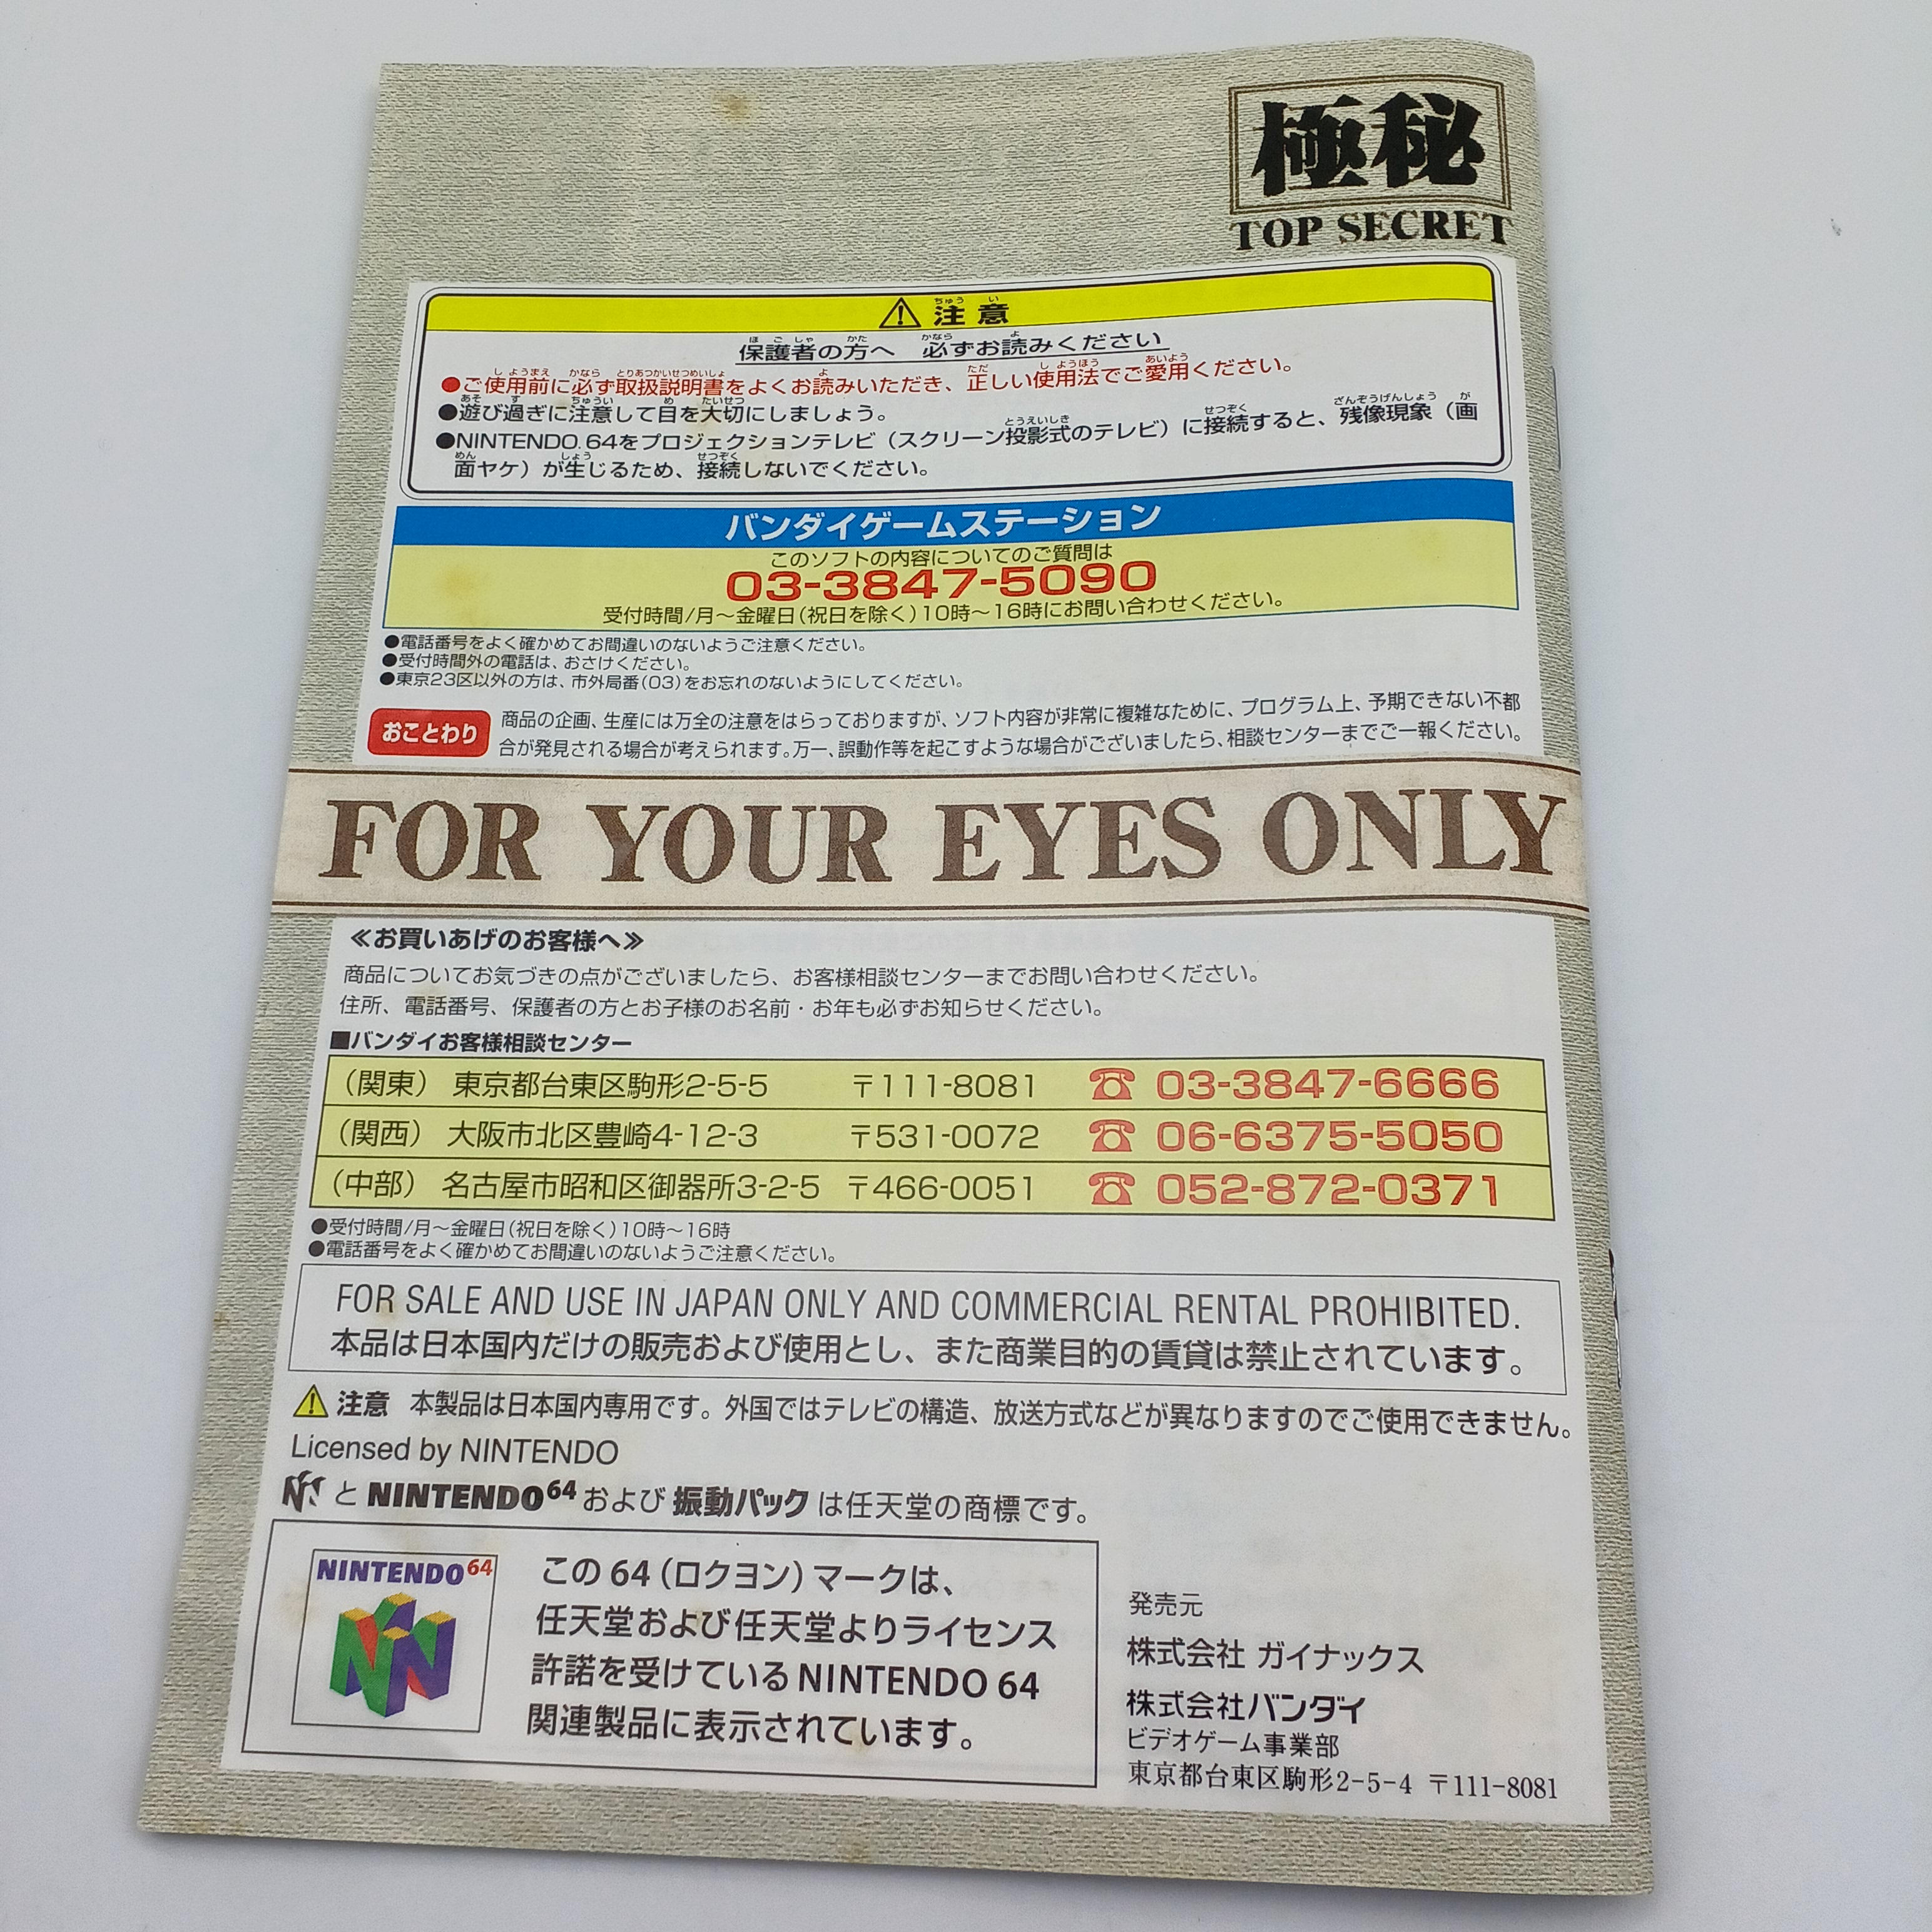 極秘
TOP SECRET
⚠ 注意
保護者の方へ 必ずお読みください
●ご使用前に必ず取扱説明書をよくお読みいただき、正しい使用法でご愛用ください。
●遊び過ぎに注意して目を大切にしましょう。
●NINTENDO64をプロジェクションテレビ（スクリーン投影式のテレビ）に接続すると、残像現象（画
面ヤケ）が生じるため、接続しないでください。
バンダイゲームステーション
このソフトの内容についてのご質問は
03-3847-5090
受付時間/月～金曜日（祝日を除く）10時～16時にお問い合わせください。
●電話番号をよく確かめてお間違いのないようご注意ください。
●受付時間外の電話は、おさけください。
●東京23区以外の方は、市外局番（03）をお忘れのないようにしてください。
おことわり
商品の企画、生産には万全の注意をはらっておりますが、ソフト内容が非常に複雑なために、プログラム上、予期できない不都
合が発見される場合が考えられます。万一、誤動作等を起こすような場合がございましたら、相談センターまでご一報ください。
FOR YOUR EYES ONLY
≪お買いあげのお客様へ≫
商品についてお気づきの点がございましたら、お客様相談センターまでお問い合わせください。
住所、電話番号、保護者の方とお子様のお名前・お年も必ずお知らせください。
■バンダイお客様相談センター
（関東） 東京都台東区駒形2-5-5 〒111-8081 ☎ 03-3847-6666
（関西） 大阪市北区豊崎4-12-3 〒531-0072 ☎ 06-6375-5050
（中部） 名古屋市昭和区御器所3-2-5 〒466-0051 ☎ 052-872-0371
●受付時間/月～金曜日（祝日を除く）10時～16時
●電話番号をよく確かめてお間違いのないようご注意ください。
FOR SALE AND USE IN JAPAN ONLY AND COMMERCIAL RENTAL PROHIBITED.
本品は日本国内だけの販売および使用とし、また商業目的の賃貸は禁止されています。
⚠ 注意 本製品は日本国内専用です。外国ではテレビの構造、放送方式などが異なりますのでご使用できません。
Licensed by NINTENDO
と NINTENDO64 および 振動パック は任天堂の商標です。
NINTENDO64
この64（ロクヨン）マークは、
任天堂および任天堂よりライセンス
許諾を受けているNINTENDO 64
関連製品に表示されています。
発売元
株式会社 ガイナックス
株式会社バンダイ
ビデオゲーム事業部
東京都台東区駒形2-5-4 〒111-8081